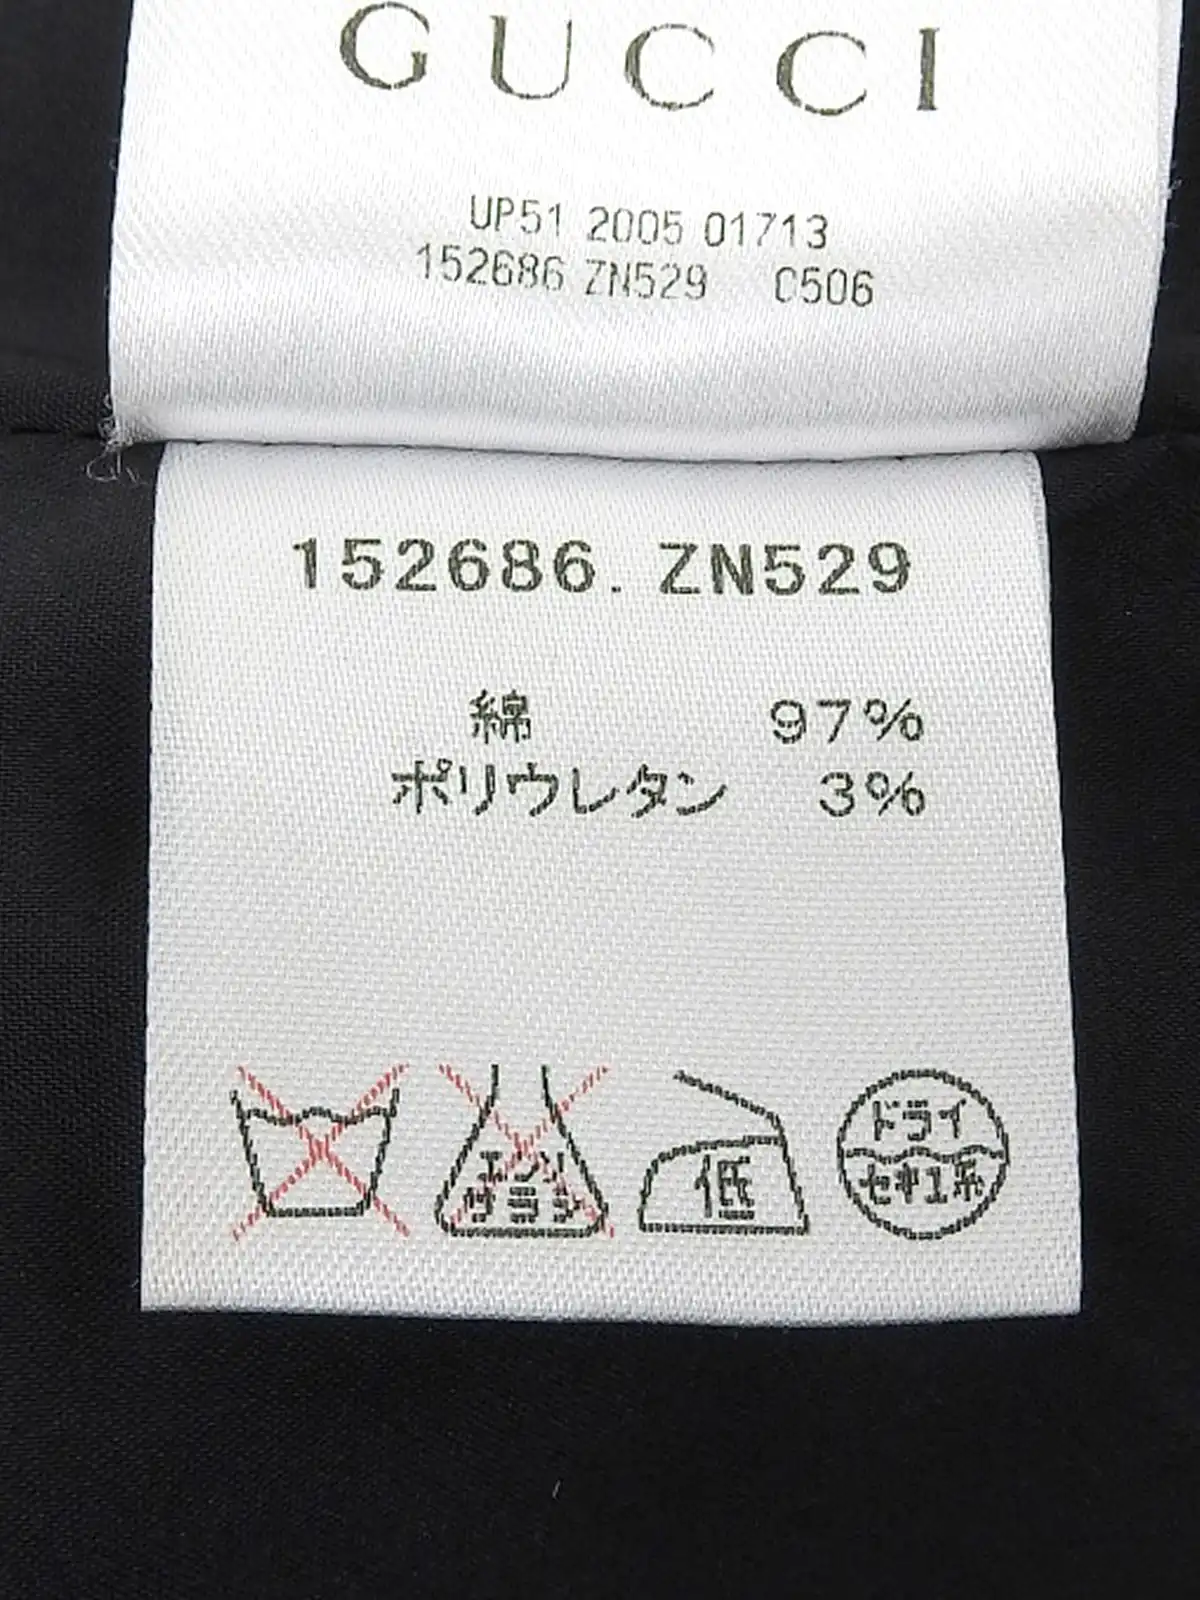 GUCCI
UP51 2005 01713
152686 ZN529 C506
152686. ZN529
綿 97%
ポリウレタン 3%
エンソ
サラシ
低
ドライ
セキユ系